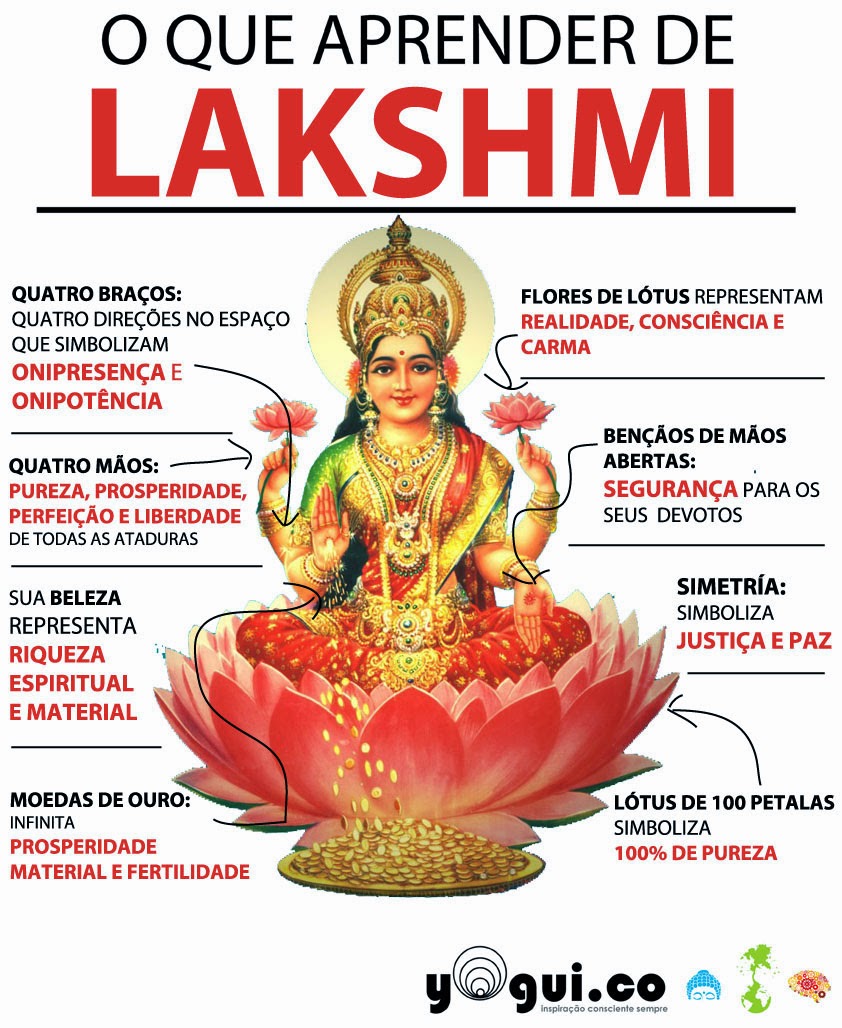 O QUE APRENDER DE
LAKSHMI
QUATRO BRAÇOS:
QUATRO DIREÇÕES NO ESPAÇO
QUE SIMBOLIZAM
ONIPRESENÇA E
ONIPOTÊNCIA
QUATRO MÃOS:
PUREZA, PROSPERIDADE,
PERFEIÇÃO E LIBERDADE
DE TODAS AS ATADURAS
SUA BELEZA
REPRESENTA
RIQUEZA
ESPIRITUAL
E MATERIAL
MOEDAS DE OURO:
INFINITA
PROSPERIDADE
MATERIAL E FERTILIDADE
FLORES DE LÓTUS REPRESENTAM
REALIDADE, CONSCIÊNCIA E
CARMA
BENÇÃOS DE MÃOS
ABERTAS:
SEGURANÇA PARA OS
SEUS DEVOTOS
SIMETRÍA:
SIMBOLIZA
JUSTIÇA E PAZ
LÓTUS DE 100 PETALAS
SIMBOLIZA
100% DE PUREZA
yogui.co
inspiração consciente sempre